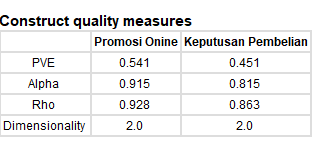 Construct quality measures
Promosi Onine Keputusan Pembelian
PVE 0.541 0.451
Alpha 0.915 0.815
Rho 0.928 0.863
Dimensionality 2.0 2.0